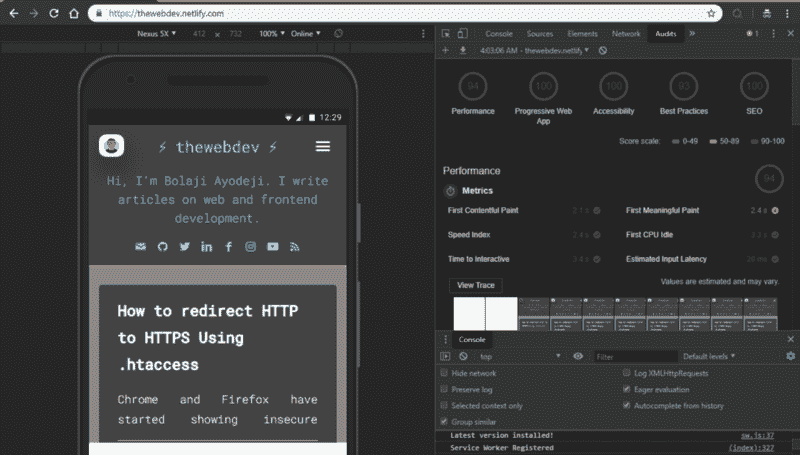 https://thewebdev.netlify.com
Nexus 5X ▼ 412 × 732 100% ▼ Online ▼
Console Sources Elements Network Audits » 1
4:03:06 AM - thewebdev.netlify ▼
94 100 100 93 100
Performance Progressive Web App Accessibility Best Practices SEO
Score scale: 0-49 50-89 90-100
12:29
⚡ thewebdev ⚡
Hi, I'm Bolaji Ayodeji. I write
articles on web and frontend
development.
How to redirect HTTP
to HTTPS Using
.htaccess
Chrome and Firefox have
started showing insecure
Performance
94
Metrics
First Contentful Paint 2.1 s
First Meaningful Paint 2.4 s
Speed Index 2.4 s
First CPU Idle
Time to Interactive
Estimated Input Latency
View Trace
Values are estimated and may vary.
Console
top ▼ Filter Default levels ▼
Hide network
Log XMLHttpRequests
Preserve log
Eager evaluation
Selected context only
Autocomplete from history
Group similar
Latest version installed! sw.js:37
Service Worker Registered (index):327